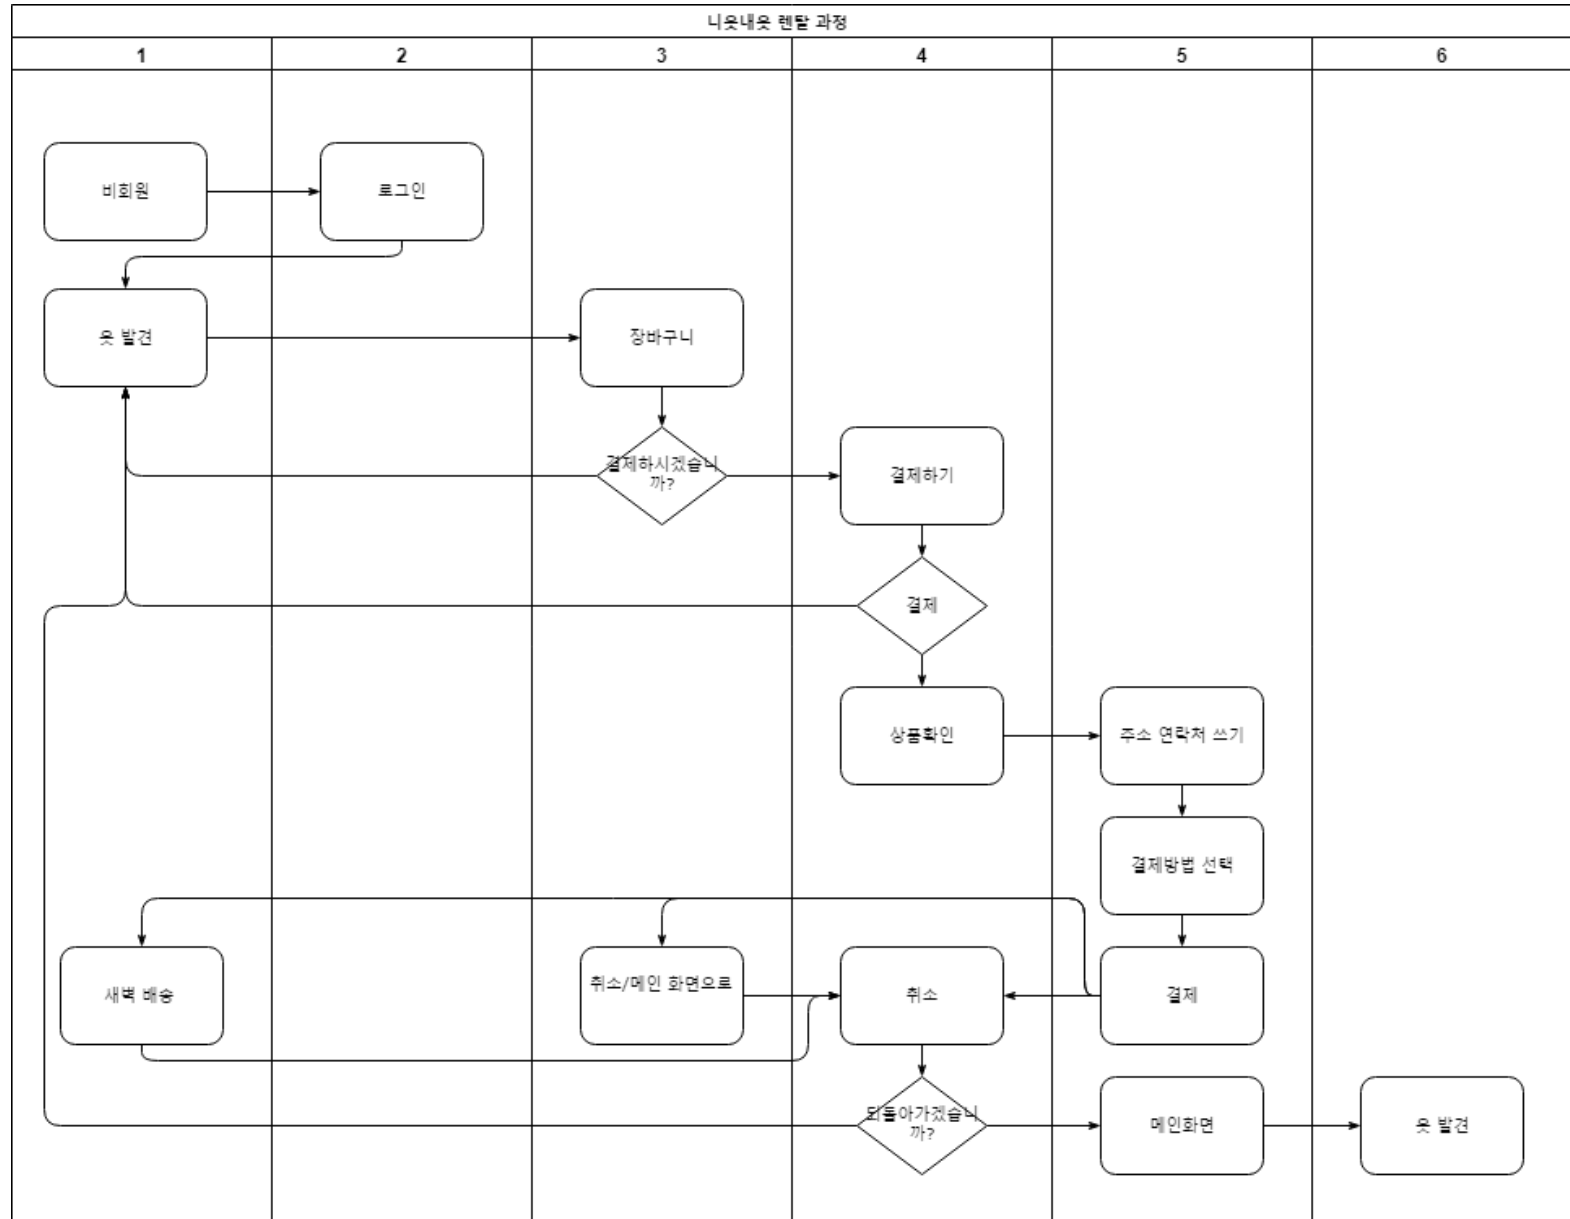 니옷내옷 렌탈 과정
1
2
3
4
5
6
비회원
로그인
옷 발견
장바구니
결제하시겠습니
까?
결제하기
결제
상품확인
주소 연락처 쓰기
결제방법 선택
새벽 배송
취소/메인 화면으로
취소
결제
되돌아가겠습니
까?
메인화면
옷 발견